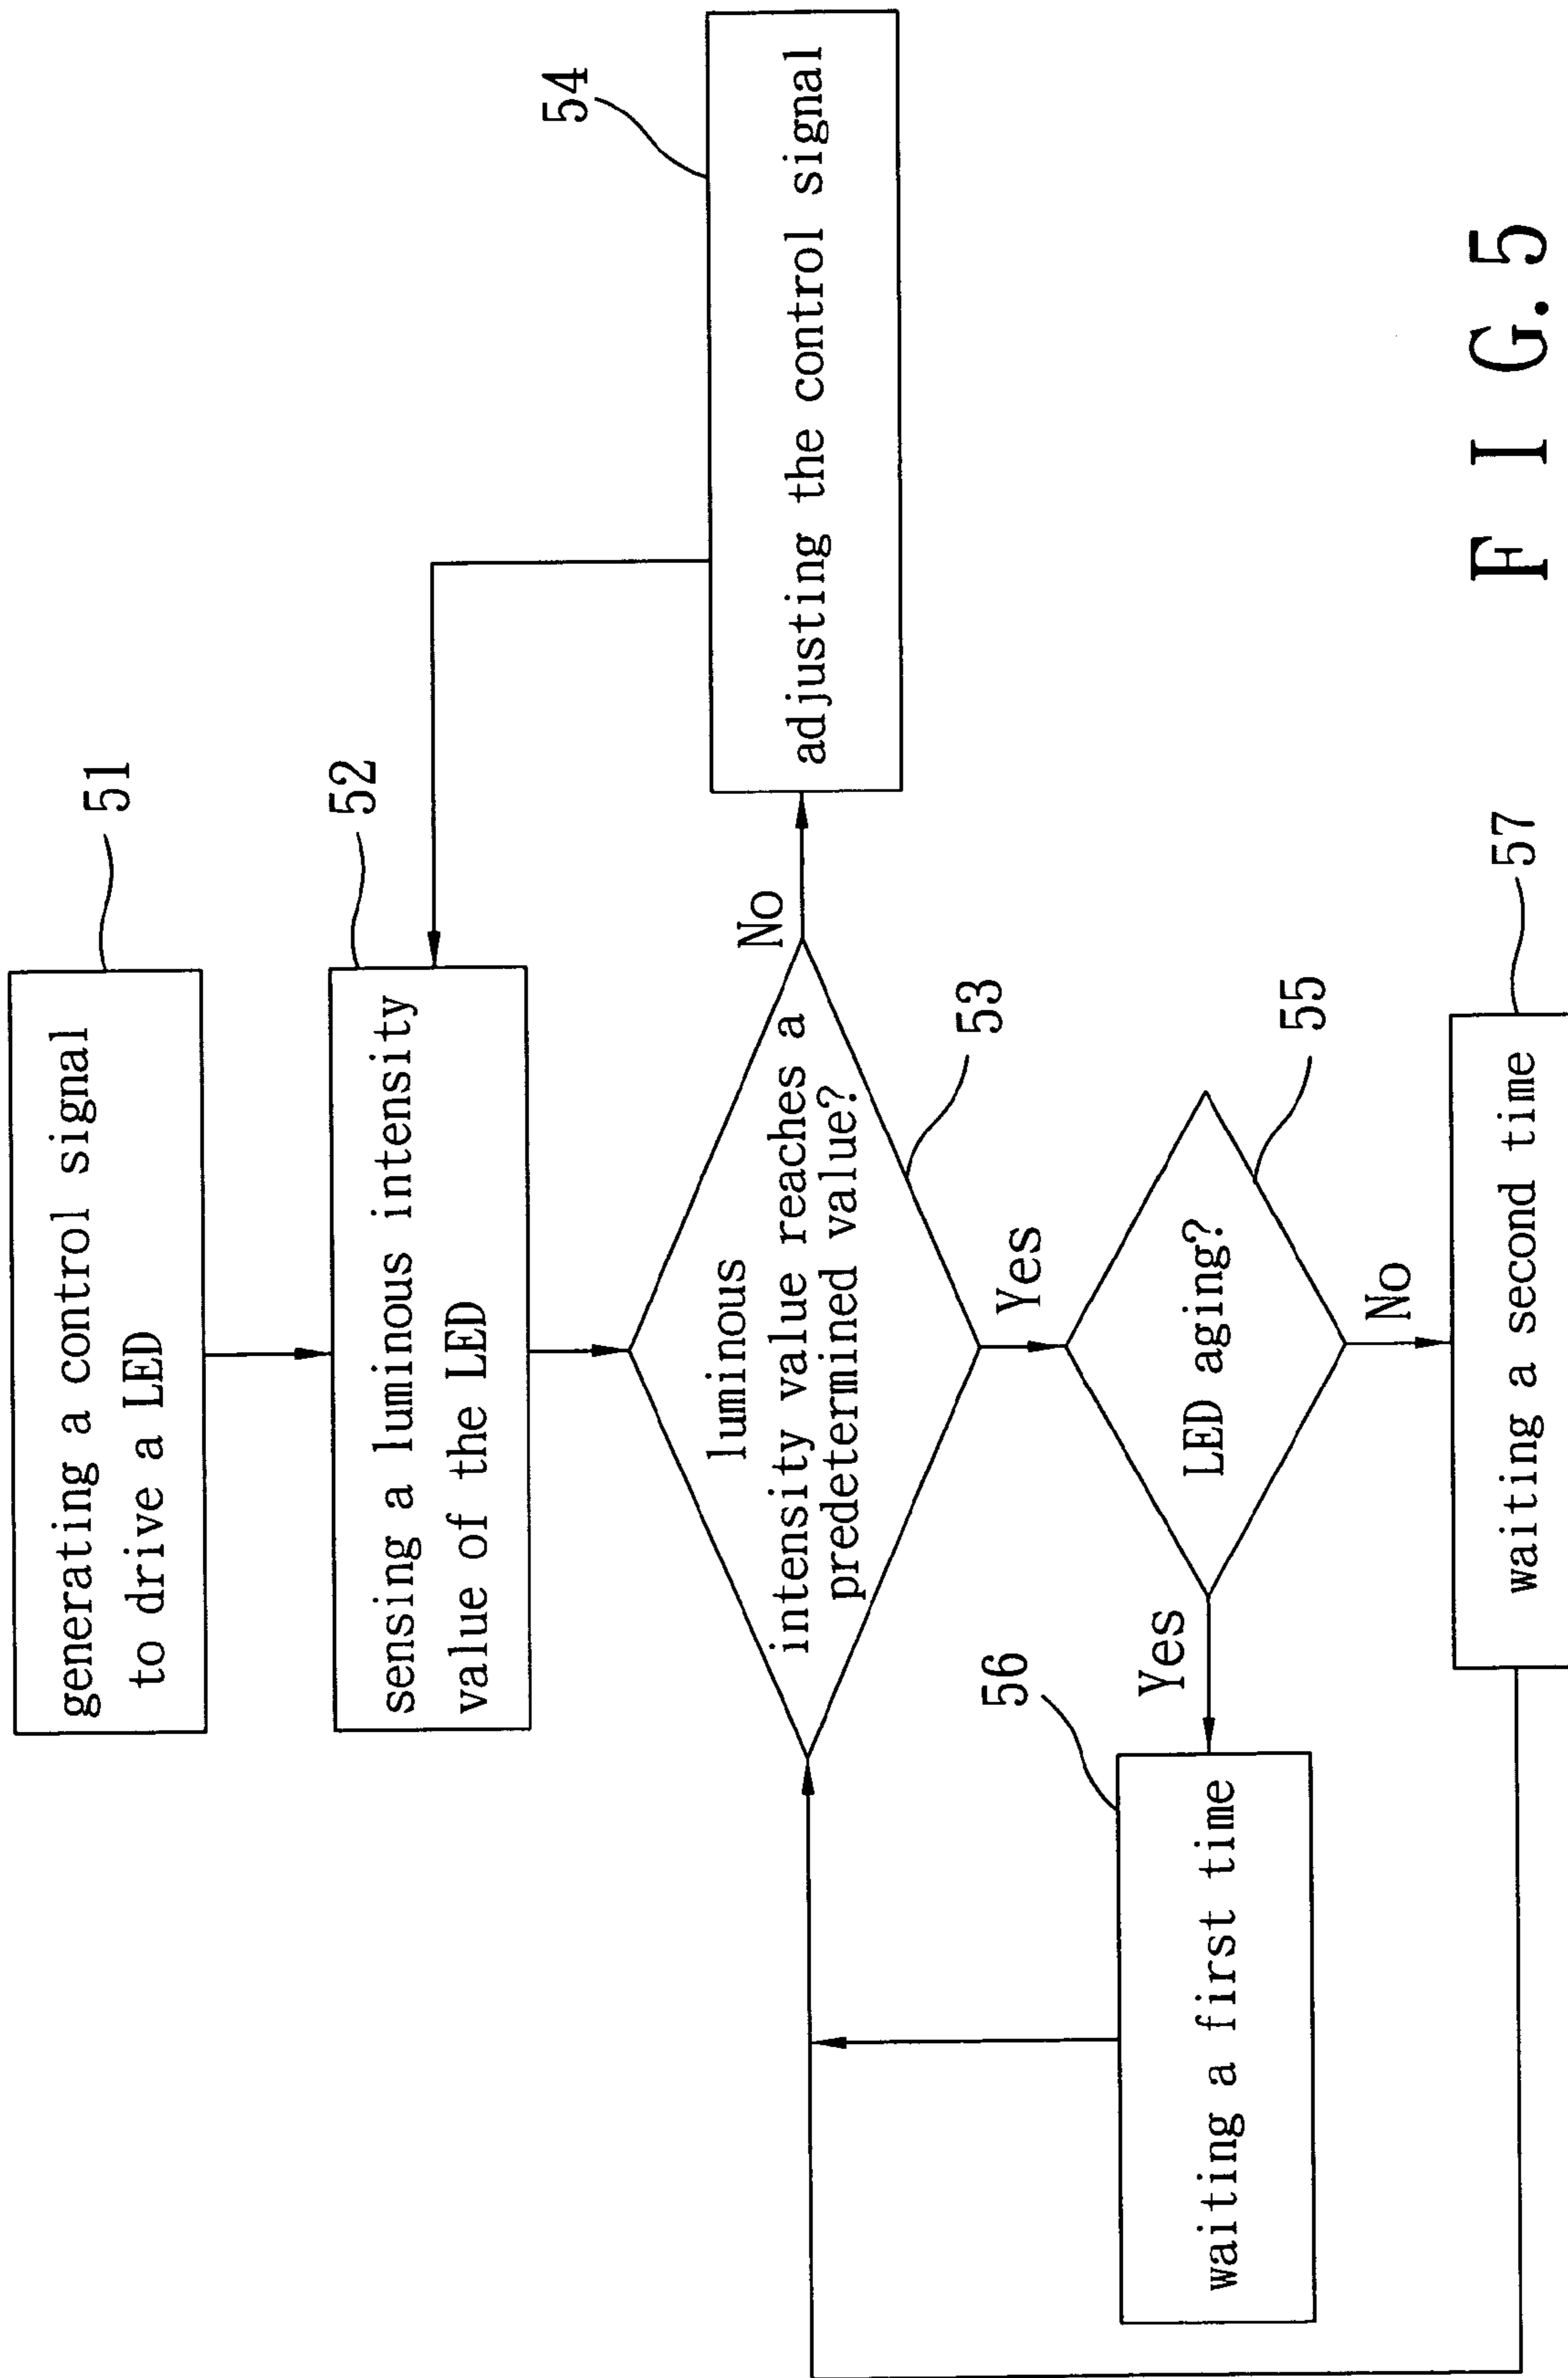 51
generating a control signal
to drive a LED
52
sensing a luminous intensity
value of the LED
luminous
intensity value reaches a
predetermined value?
53
No
54
adjusting the control signal
Yes
LED aging?
55
Yes
56
waiting a first time
No
57
waiting a second time
F I G. 5